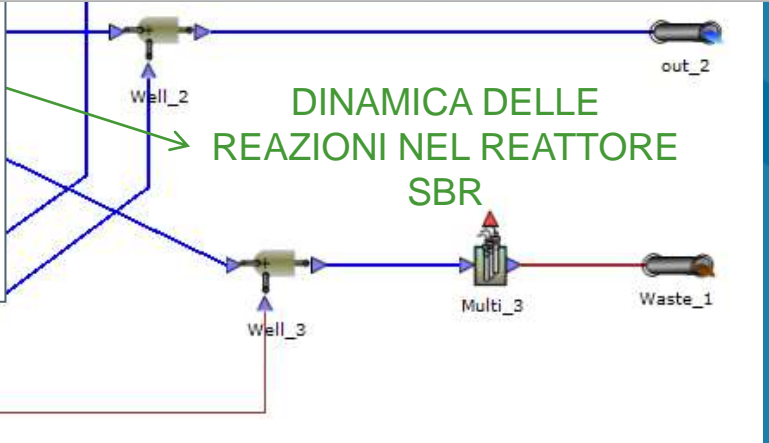 out_2
Well_2
DINAMICA DELLE
REAZIONI NEL REATTORE
SBR
Multi_3
Waste_1
Well_3